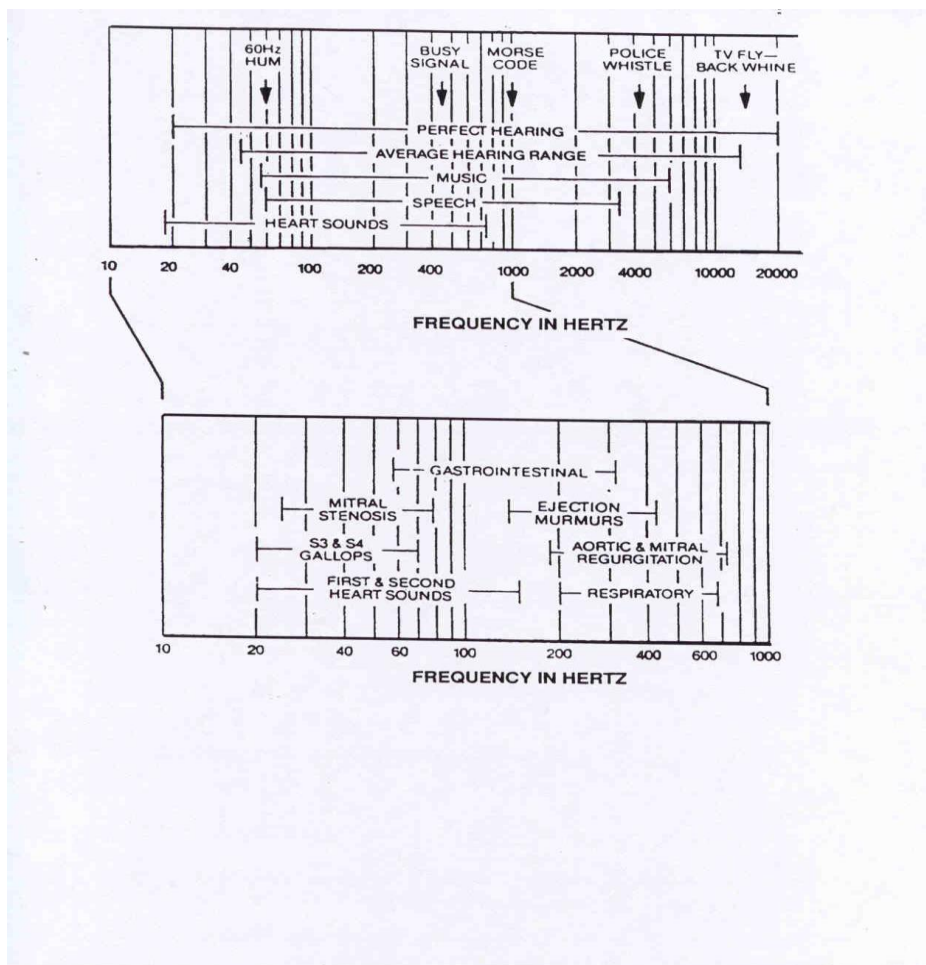 60Hz
HUM
BUSY
SIGNAL
MORSE
CODE
POLICE
WHISTLE
TV FLY—
BACK WHINE
PERFECT HEARING
AVERAGE HEARING RANGE
MUSIC
SPEECH
HEART SOUNDS
10 20 40 100 200 400 1000 2000 4000 10000 20000
FREQUENCY IN HERTZ
GASTROINTESTINAL
MITRAL
STENOSIS
EJECTION
MURMURS
S3 & S4
GALLOPS
AORTIC & MITRAL
REGURGITATION
FIRST & SECOND
HEART SOUNDS
RESPIRATORY
10 20 40 60 100 200 400 600 1000
FREQUENCY IN HERTZ